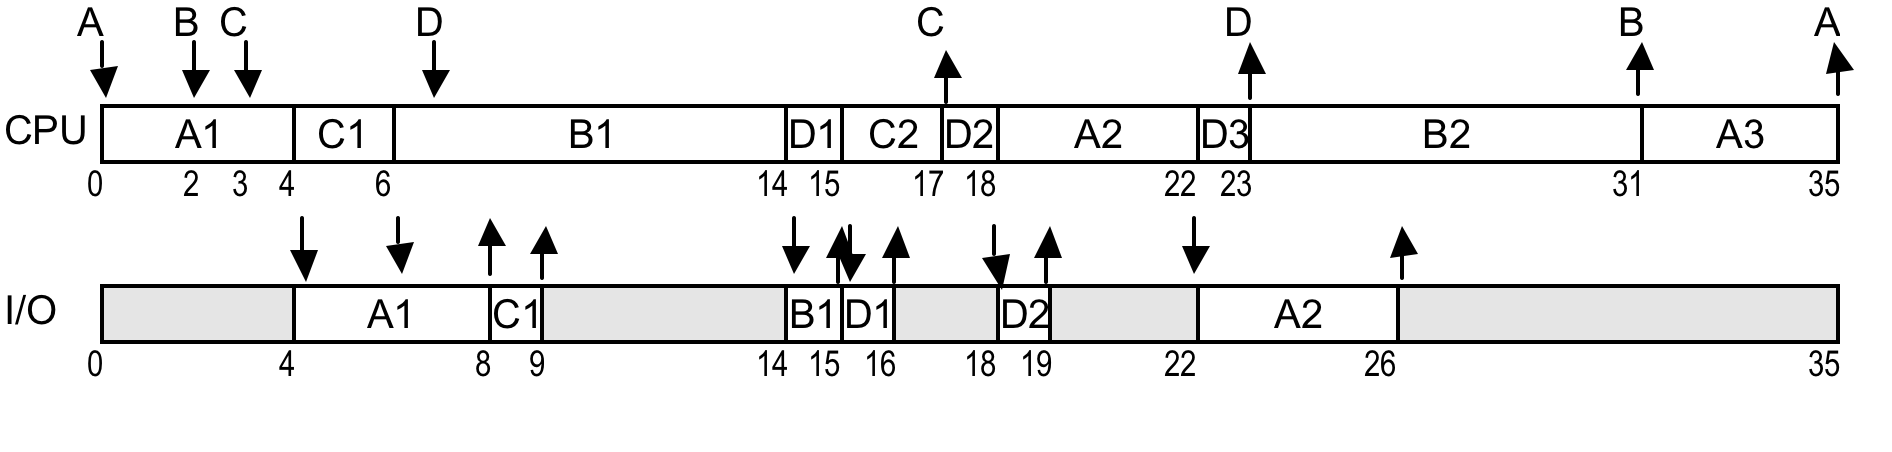 A B C D C D B A
CPU A1 C1 B1 D1 C2 D2 A2 D3 B2 A3
0 2 3 4 6 14 15 17 18 22 23 31 35
I/O A1 C1 B1 D1 D2 A2
0 4 8 9 14 15 16 18 19 22 26 35